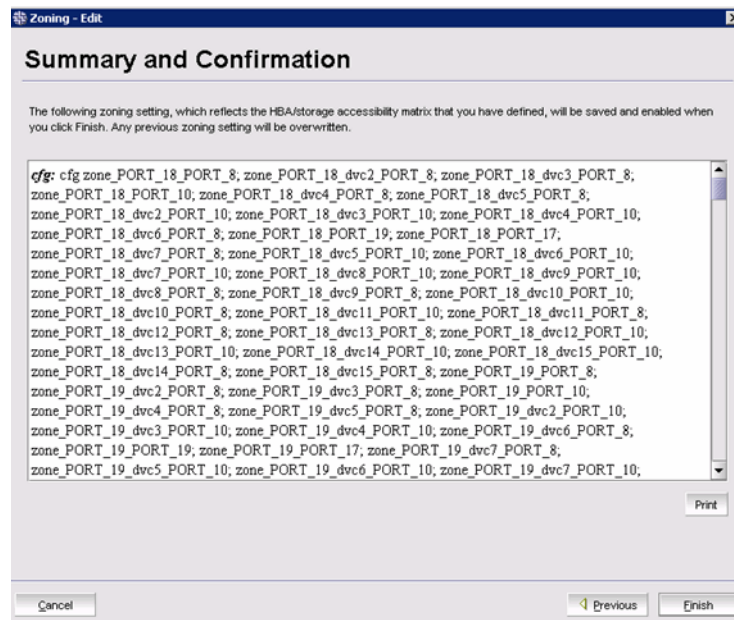 Zoning - Edit
Summary and Confirmation
The following zoning setting, which reflects the HBA/storage accessibility matrix that you have defined, will be saved and enabled when
you click Finish. Any previous zoning setting will be overwritten.
cfg: cfg zone_PORT_18_PORT_8; zone_PORT_18_dvc2_PORT_8; zone_PORT_18_dvc3_PORT_8;
zone_PORT_18_PORT_10; zone_PORT_18_dvc4_PORT_8; zone_PORT_18_dvc5_PORT_8;
zone_PORT_18_dvc2_PORT_10; zone_PORT_18_dvc3_PORT_10; zone_PORT_18_dvc4_PORT_10;
zone_PORT_18_dvc6_PORT_8; zone_PORT_18_PORT_19; zone_PORT_18_PORT_17;
zone_PORT_18_dvc7_PORT_8; zone_PORT_18_dvc5_PORT_10; zone_PORT_18_dvc6_PORT_10;
zone_PORT_18_dvc7_PORT_10; zone_PORT_18_dvc8_PORT_10; zone_PORT_18_dvc9_PORT_10;
zone_PORT_18_dvc8_PORT_8; zone_PORT_18_dvc9_PORT_8; zone_PORT_18_dvc10_PORT_10;
zone_PORT_18_dvc10_PORT_8; zone_PORT_18_dvc11_PORT_10; zone_PORT_18_dvc11_PORT_8;
zone_PORT_18_dvc12_PORT_8; zone_PORT_18_dvc13_PORT_8; zone_PORT_18_dvc12_PORT_10;
zone_PORT_18_dvc13_PORT_10; zone_PORT_18_dvc14_PORT_10; zone_PORT_18_dvc15_PORT_10;
zone_PORT_18_dvc14_PORT_8; zone_PORT_18_dvc15_PORT_8; zone_PORT_19_PORT_8;
zone_PORT_19_dvc2_PORT_8; zone_PORT_19_dvc3_PORT_8; zone_PORT_19_PORT_10;
zone_PORT_19_dvc4_PORT_8; zone_PORT_19_dvc5_PORT_8; zone_PORT_19_dvc2_PORT_10;
zone_PORT_19_dvc3_PORT_10; zone_PORT_19_dvc4_PORT_10; zone_PORT_19_dvc6_PORT_8;
zone_PORT_19_PORT_19; zone_PORT_19_PORT_17; zone_PORT_19_dvc7_PORT_8;
zone_PORT_19_dvc5_PORT_10; zone_PORT_19_dvc6_PORT_10; zone_PORT_19_dvc7_PORT_10;
Print
Cancel
Previous
Finish